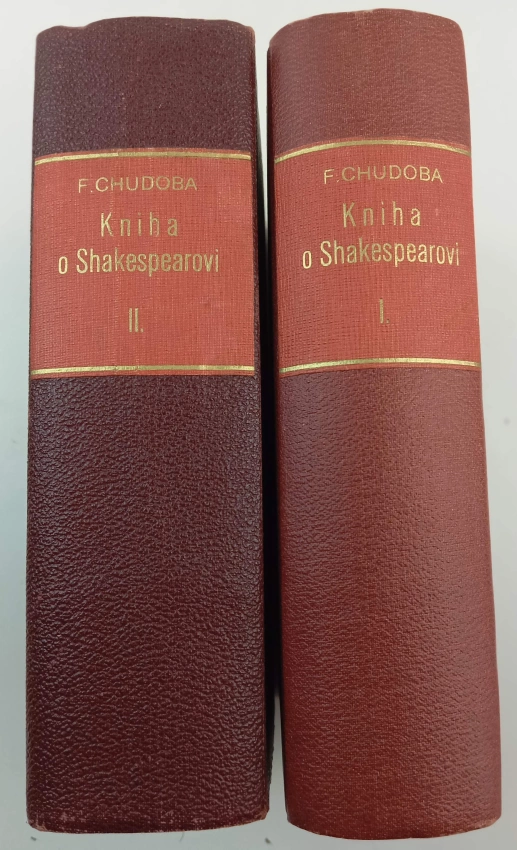 F. CHUDOBA
Kniha
o Shakespearovi
II.
F. CHUDOBA
Kniha
o Shakespearovi
I.